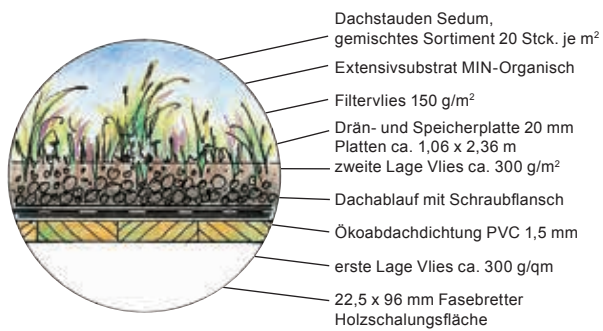 Dachstauden Sedum,
gemischtes Sortiment 20 Stck. je m²
Extensivsubstrat MIN-Organisch
Filtervlies 150 g/m²
Drän- und Speicherplatte 20 mm
Platten ca. 1,06 x 2,36 m
zweite Lage Vlies ca. 300 g/m²
Dachablauf mit Schraubflansch
Ökoabdachdichtung PVC 1,5 mm
erste Lage Vlies ca. 300 g/qm
22,5 x 96 mm Fasebretter
Holzschalungsfläche